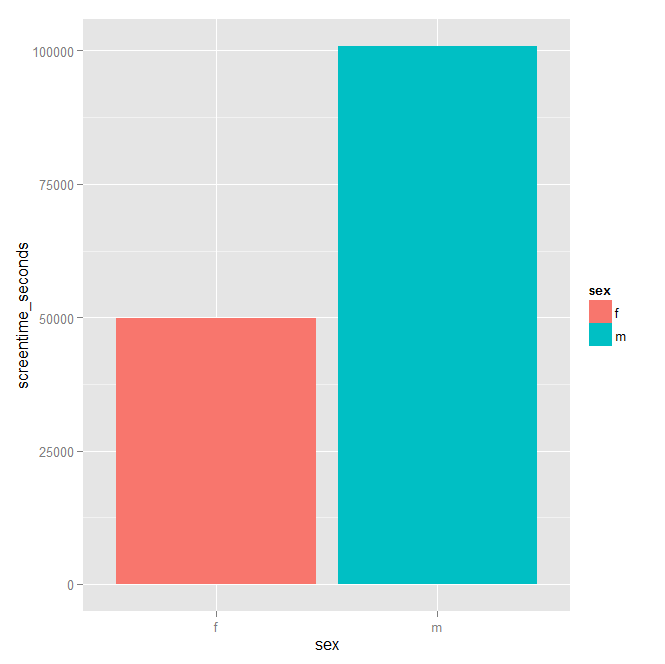 100000
75000
50000
25000
0
screentime_seconds
f
m
sex
sex
f
m